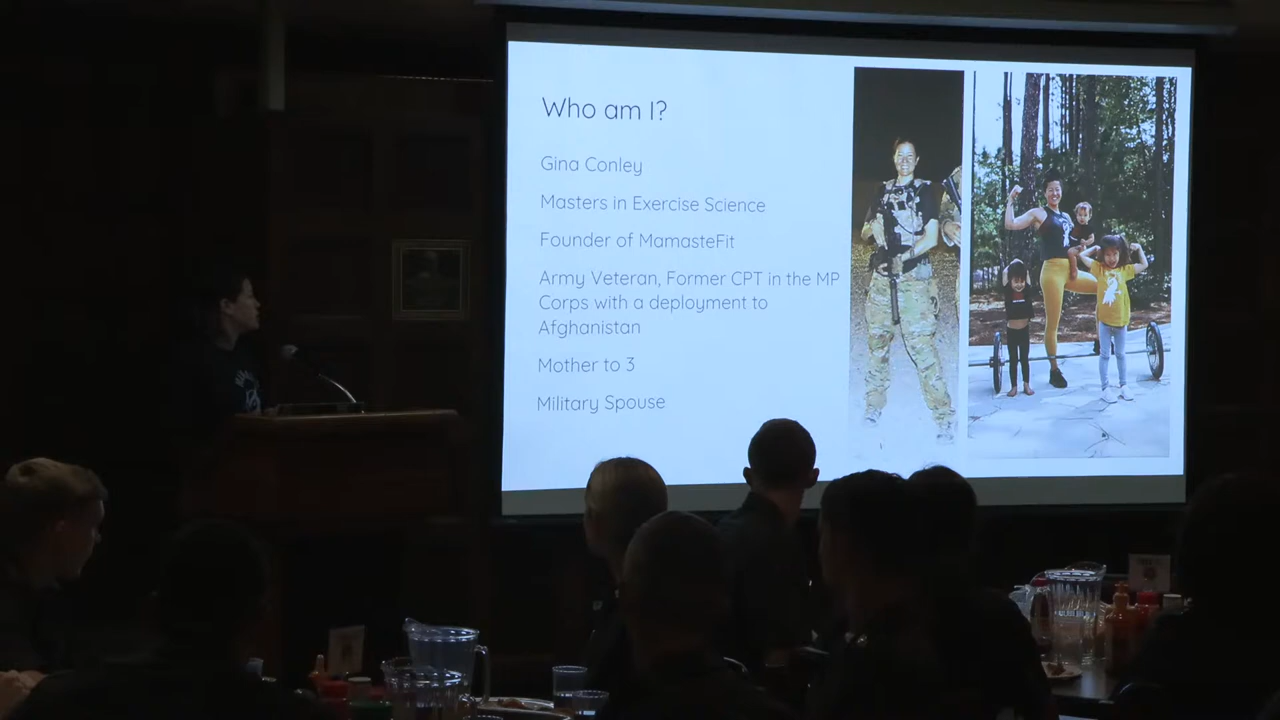 Who am I?
Gina Conley
Masters in Exercise Science
Founder of MamasteFit
Army Veteran, Former CPT in the MP
Corps with a deployment to
Afghanistan
Mother to 3
Military Spouse